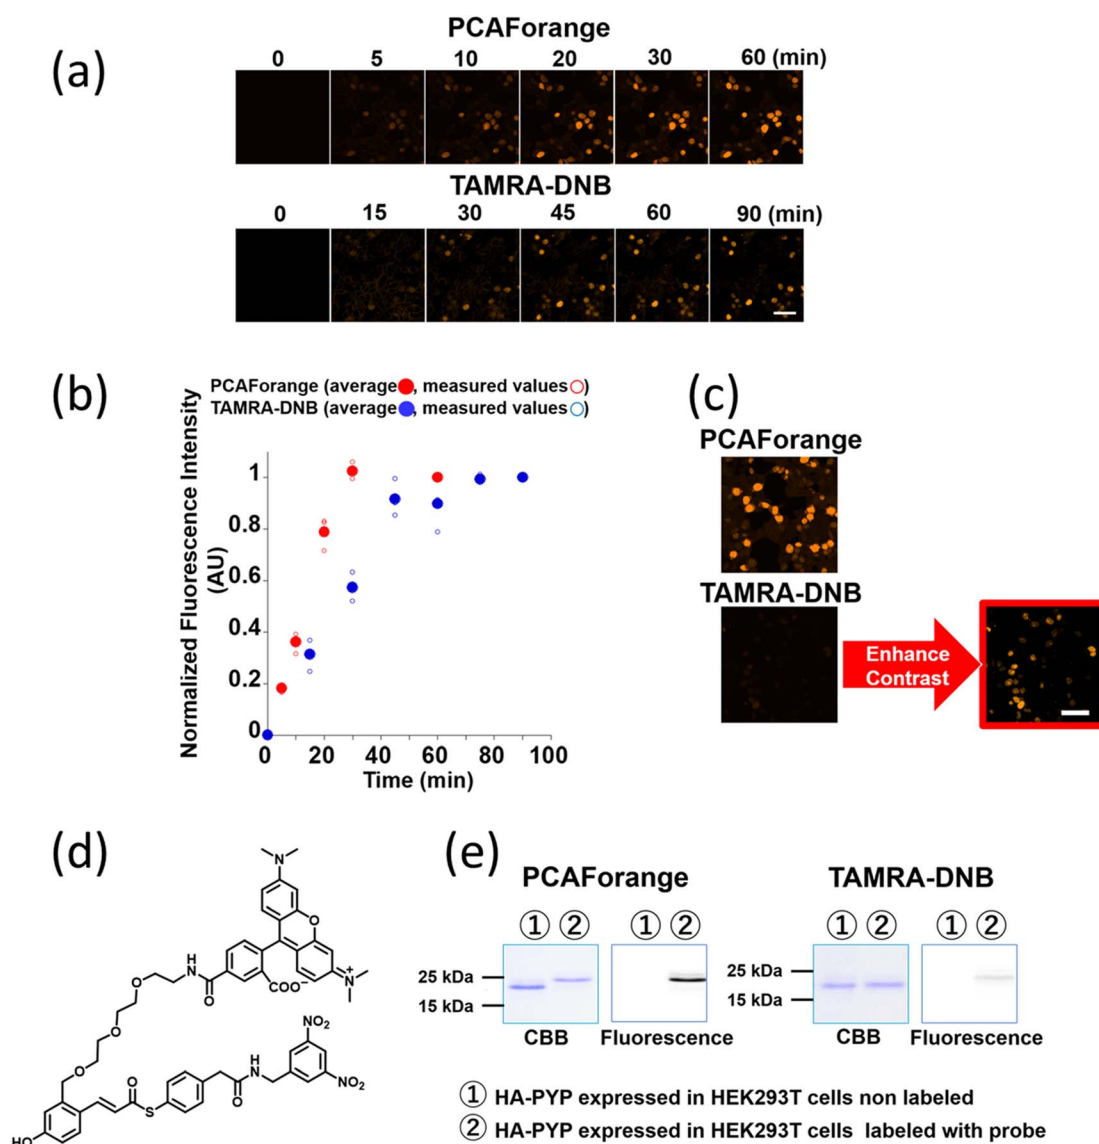 (a)
PCAForange
0 5 10 20 30 60 (min)
TAMRA-DNB
0 15 30 45 60 90 (min)
(b)
PCAForange (average, measured values)
TAMRA-DNB (average, measured values)
Normalized Fluorescence Intensity
(AU)
1
0.8
0.6
0.4
0.2
0
0 20 40 60 80 100
Time (min)
(c)
PCAForange
TAMRA-DNB
Enhance
Contrast
(d)
N
O
H
N
O
COO⁻
N⁺
O
O
O
NO₂
O
H
N
NO₂
S
O
HO
(e)
PCAForange TAMRA-DNB
① ② ② ① ② ②
25 kDa
15 kDa
25 kDa
15 kDa
CBB Fluorescence CBB Fluorescence
① HA-PYP expressed in HEK293T cells non labeled
② HA-PYP expressed in HEK293T cells labeled with probe